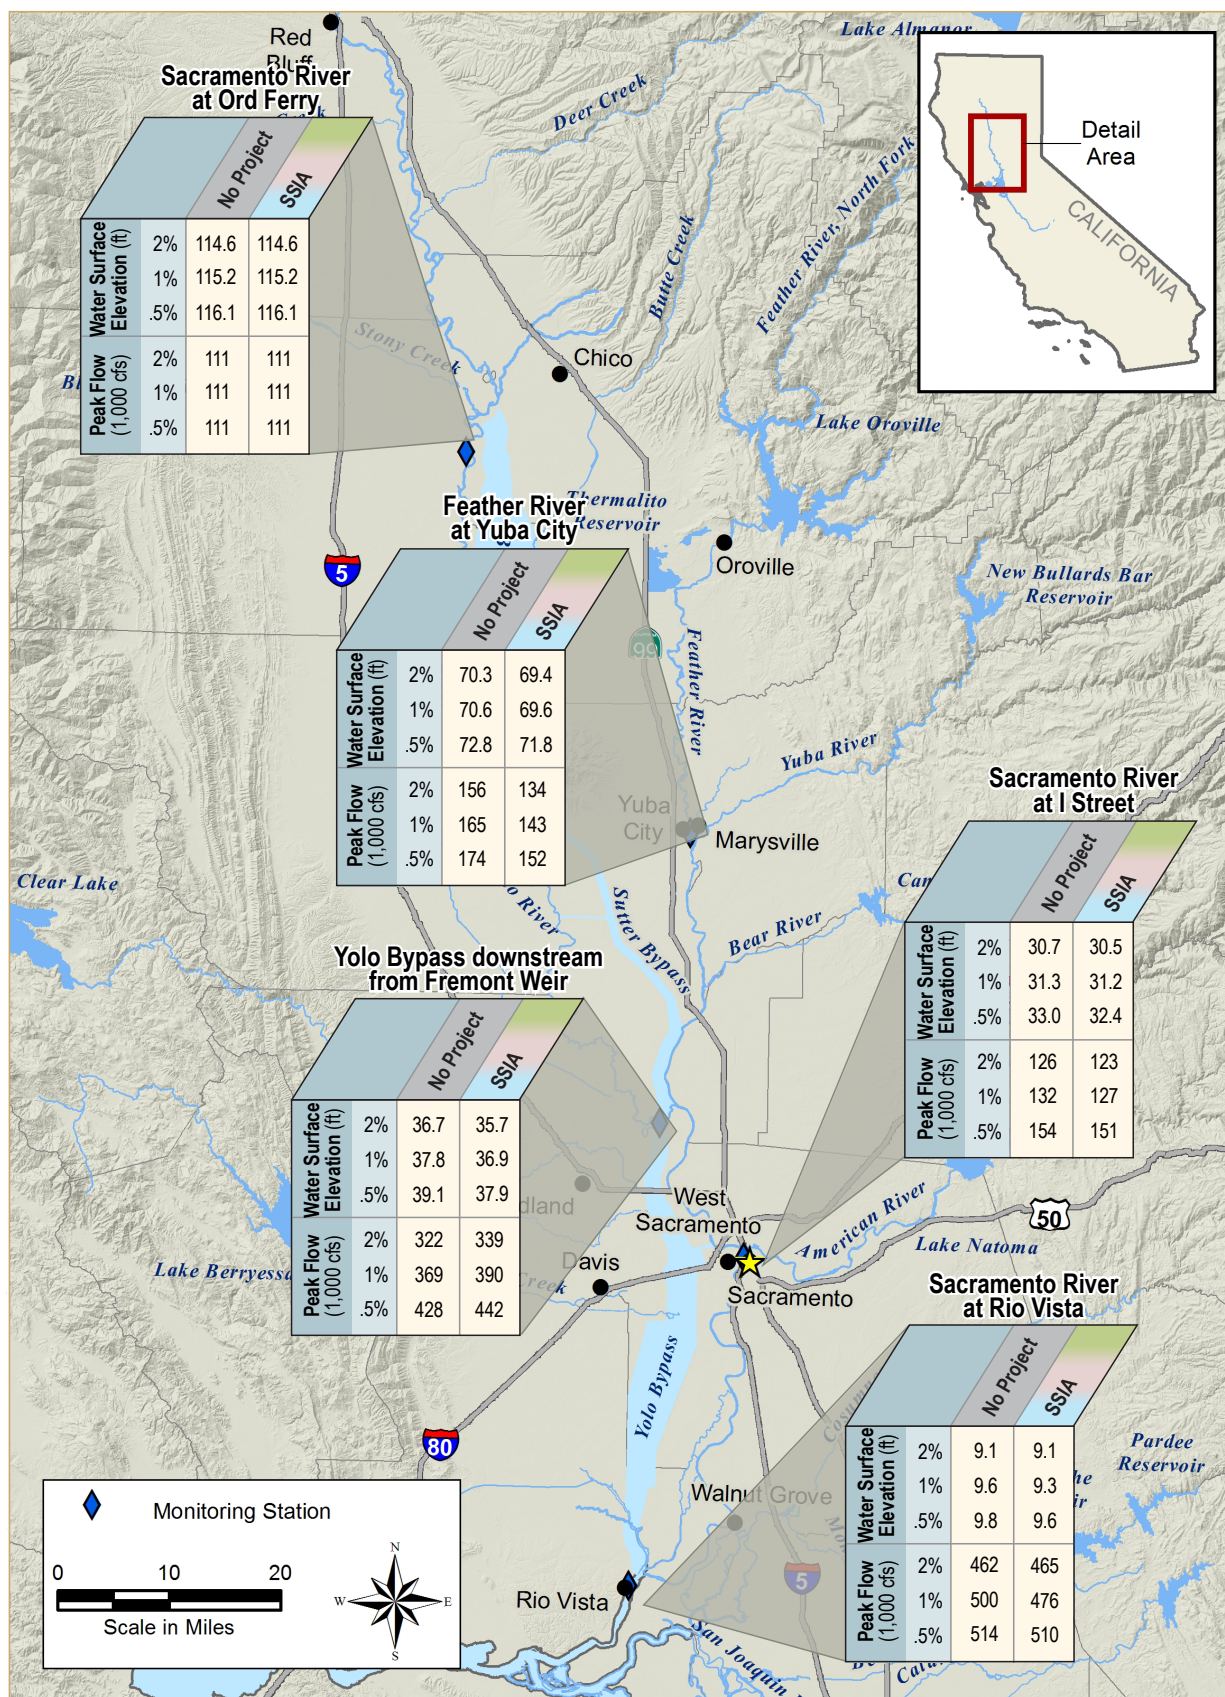 Red
Bluff
Lake Almanor
Sacramento River
at Ord Ferry
Creek
Deer Creek
No Project
SSIA
Water Surface
Elevation (ft)
2% 114.6 114.6
1% 115.2 115.2
.5% 116.1 116.1
Peak Flow
(1,000 cfs)
2% 111 111
1% 111 111
.5% 111 111
Detail
Area
CALIFORNIA
Feather River, North Fork
Butte Creek
Stony Creek
Chico
Lake Oroville
Thermalito
Reservoir
Oroville
New Bullards Bar
Reservoir
5
99
Feather River
at Yuba City
No Project
SSIA
Water Surface
Elevation (ft)
2% 70.3 69.4
1% 70.6 69.6
.5% 72.8 71.8
Peak Flow
(1,000 cfs)
2% 156 134
1% 165 143
.5% 174 152
Feather River
Yuba River
Yuba
City
Marysville
Clear Lake
River
Sutter Bypass
Bear River
Sacramento River
at I Street
No Project
SSIA
Water Surface
Elevation (ft)
2% 30.7 30.5
1% 31.3 31.2
.5% 33.0 32.4
Peak Flow
(1,000 cfs)
2% 126 123
1% 132 127
.5% 154 151
Yolo Bypass downstream
from Fremont Weir
No Project
SSIA
Water Surface
Elevation (ft)
2% 36.7 35.7
1% 37.8 36.9
.5% 39.1 37.9
Peak Flow
(1,000 cfs)
2% 322 339
1% 369 390
.5% 428 442
dland
West
Sacramento
American River
50
Lake Natoma
Lake Berryessa
Creek
Davis
Sacramento
Yolo Bypass
80
Sacramento River
at Rio Vista
No Project
SSIA
Water Surface
Elevation (ft)
2% 9.1 9.1
1% 9.6 9.3
.5% 9.8 9.6
Peak Flow
(1,000 cfs)
2% 462 465
1% 500 476
.5% 514 510
Pardee
Reservoir
Walnut Grove
5
Rio Vista
San Joaquin
Monitoring Station
0 10 20
Scale in Miles
N
W E
S